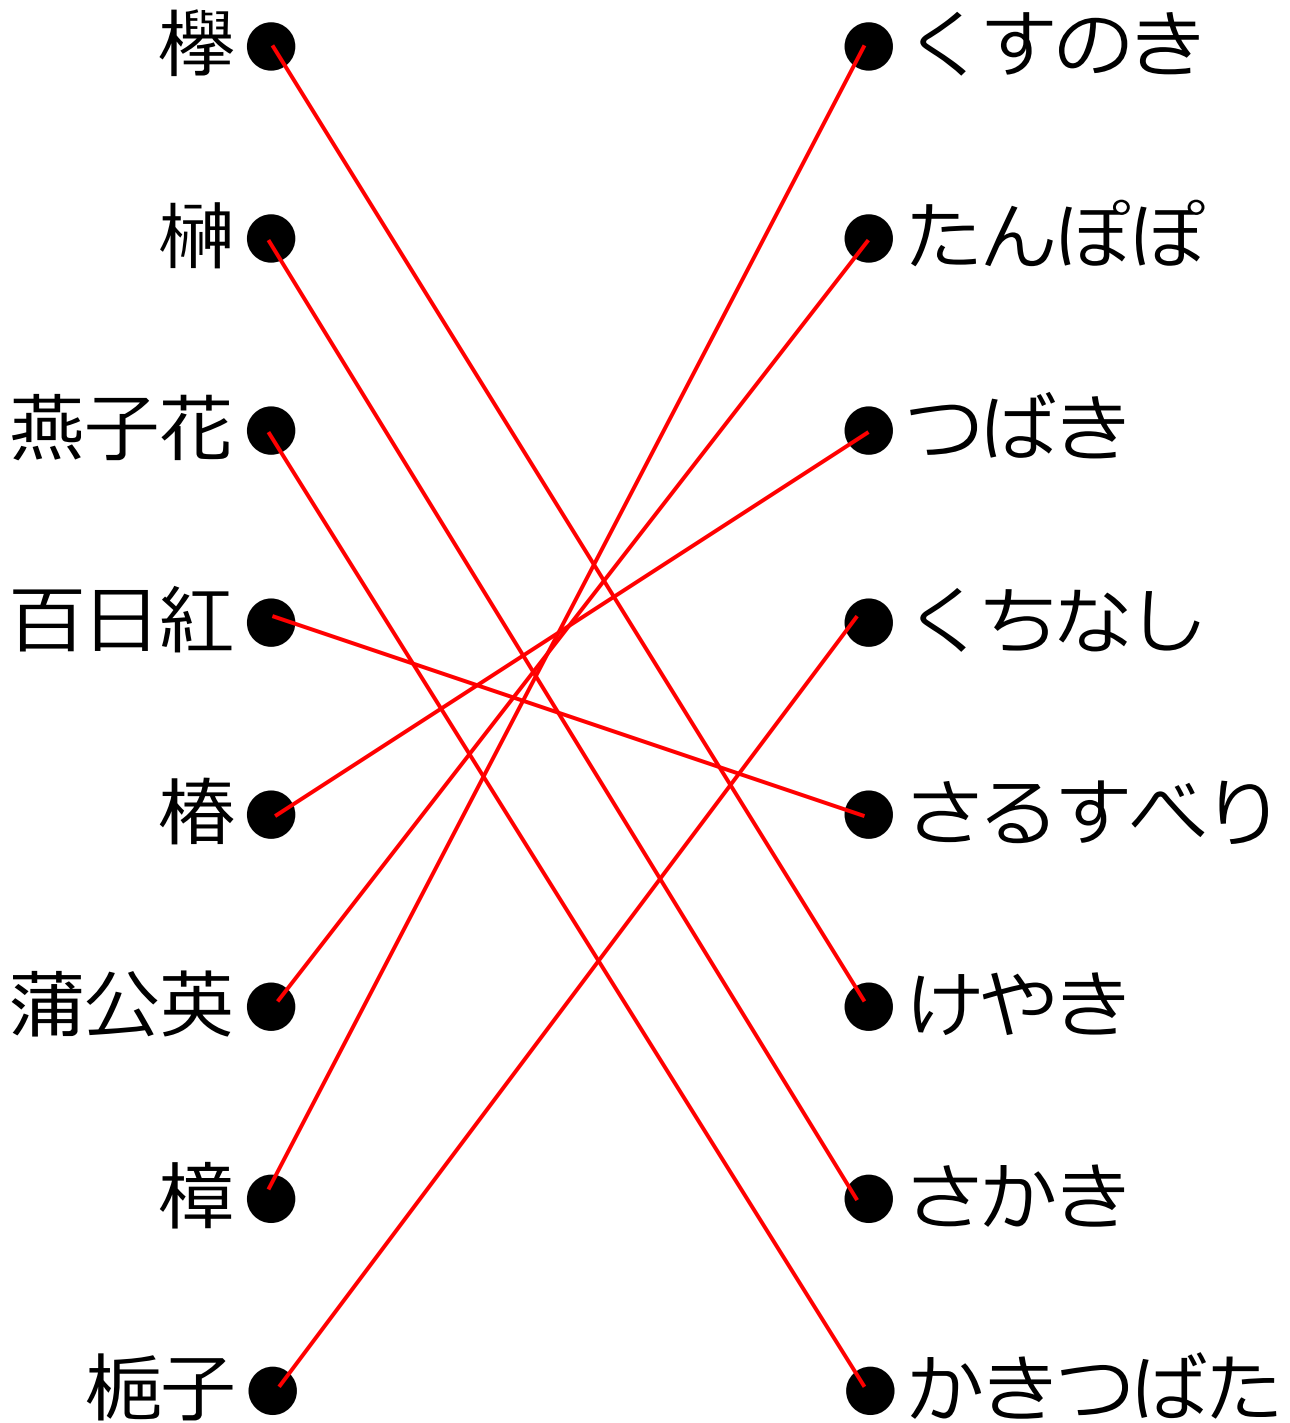 欅
くすのき
榊
たんぽぽ
燕子花
つばき
百日紅
くちなし
椿
さるすべり
蒲公英
けやき
樟
さかき
梔子
かきつばた